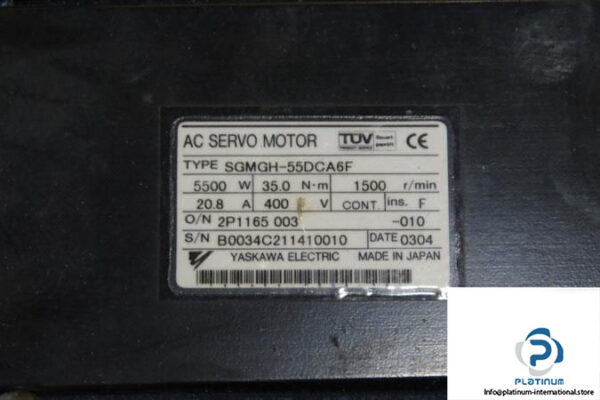 AC SERVO MOTOR TÜV CE
TYPE SGMGH-55DCA6F
5500 W 35.0 N·m 1500 r/min
20.8 A 400 V CONT ins. F
O/N 2P1165 003 -010
S/N B0034C211410010 DATE 0304
YASKAWA ELECTRIC MADE IN JAPAN
PLATINUM
Info@platinum-international.store